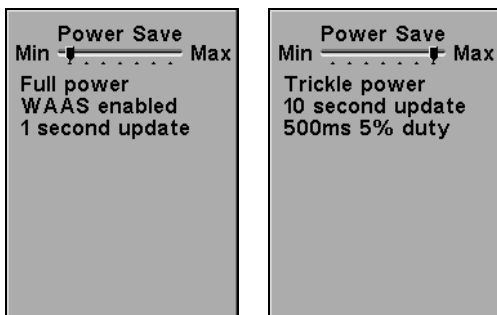 Power Save
Min Max
Full power
WAAS enabled
1 second update
Power Save
Min Max
Trickle power
10 second update
500ms 5% duty